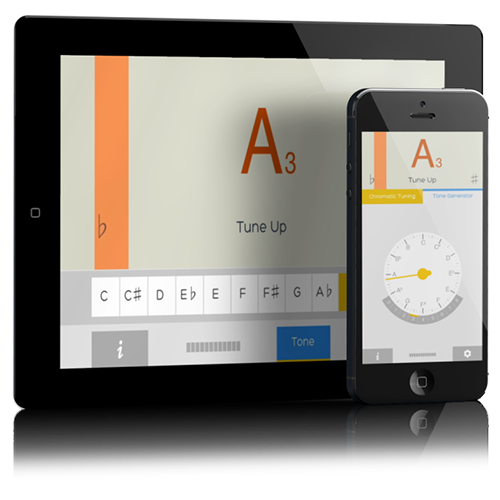 A3
♭
Tune Up
C C♯ D E♭ E F F♯ G A♭
i
Tone
A3
♭ ♯
Tune Up
Chromatic Tuning Tone Generator
A
i